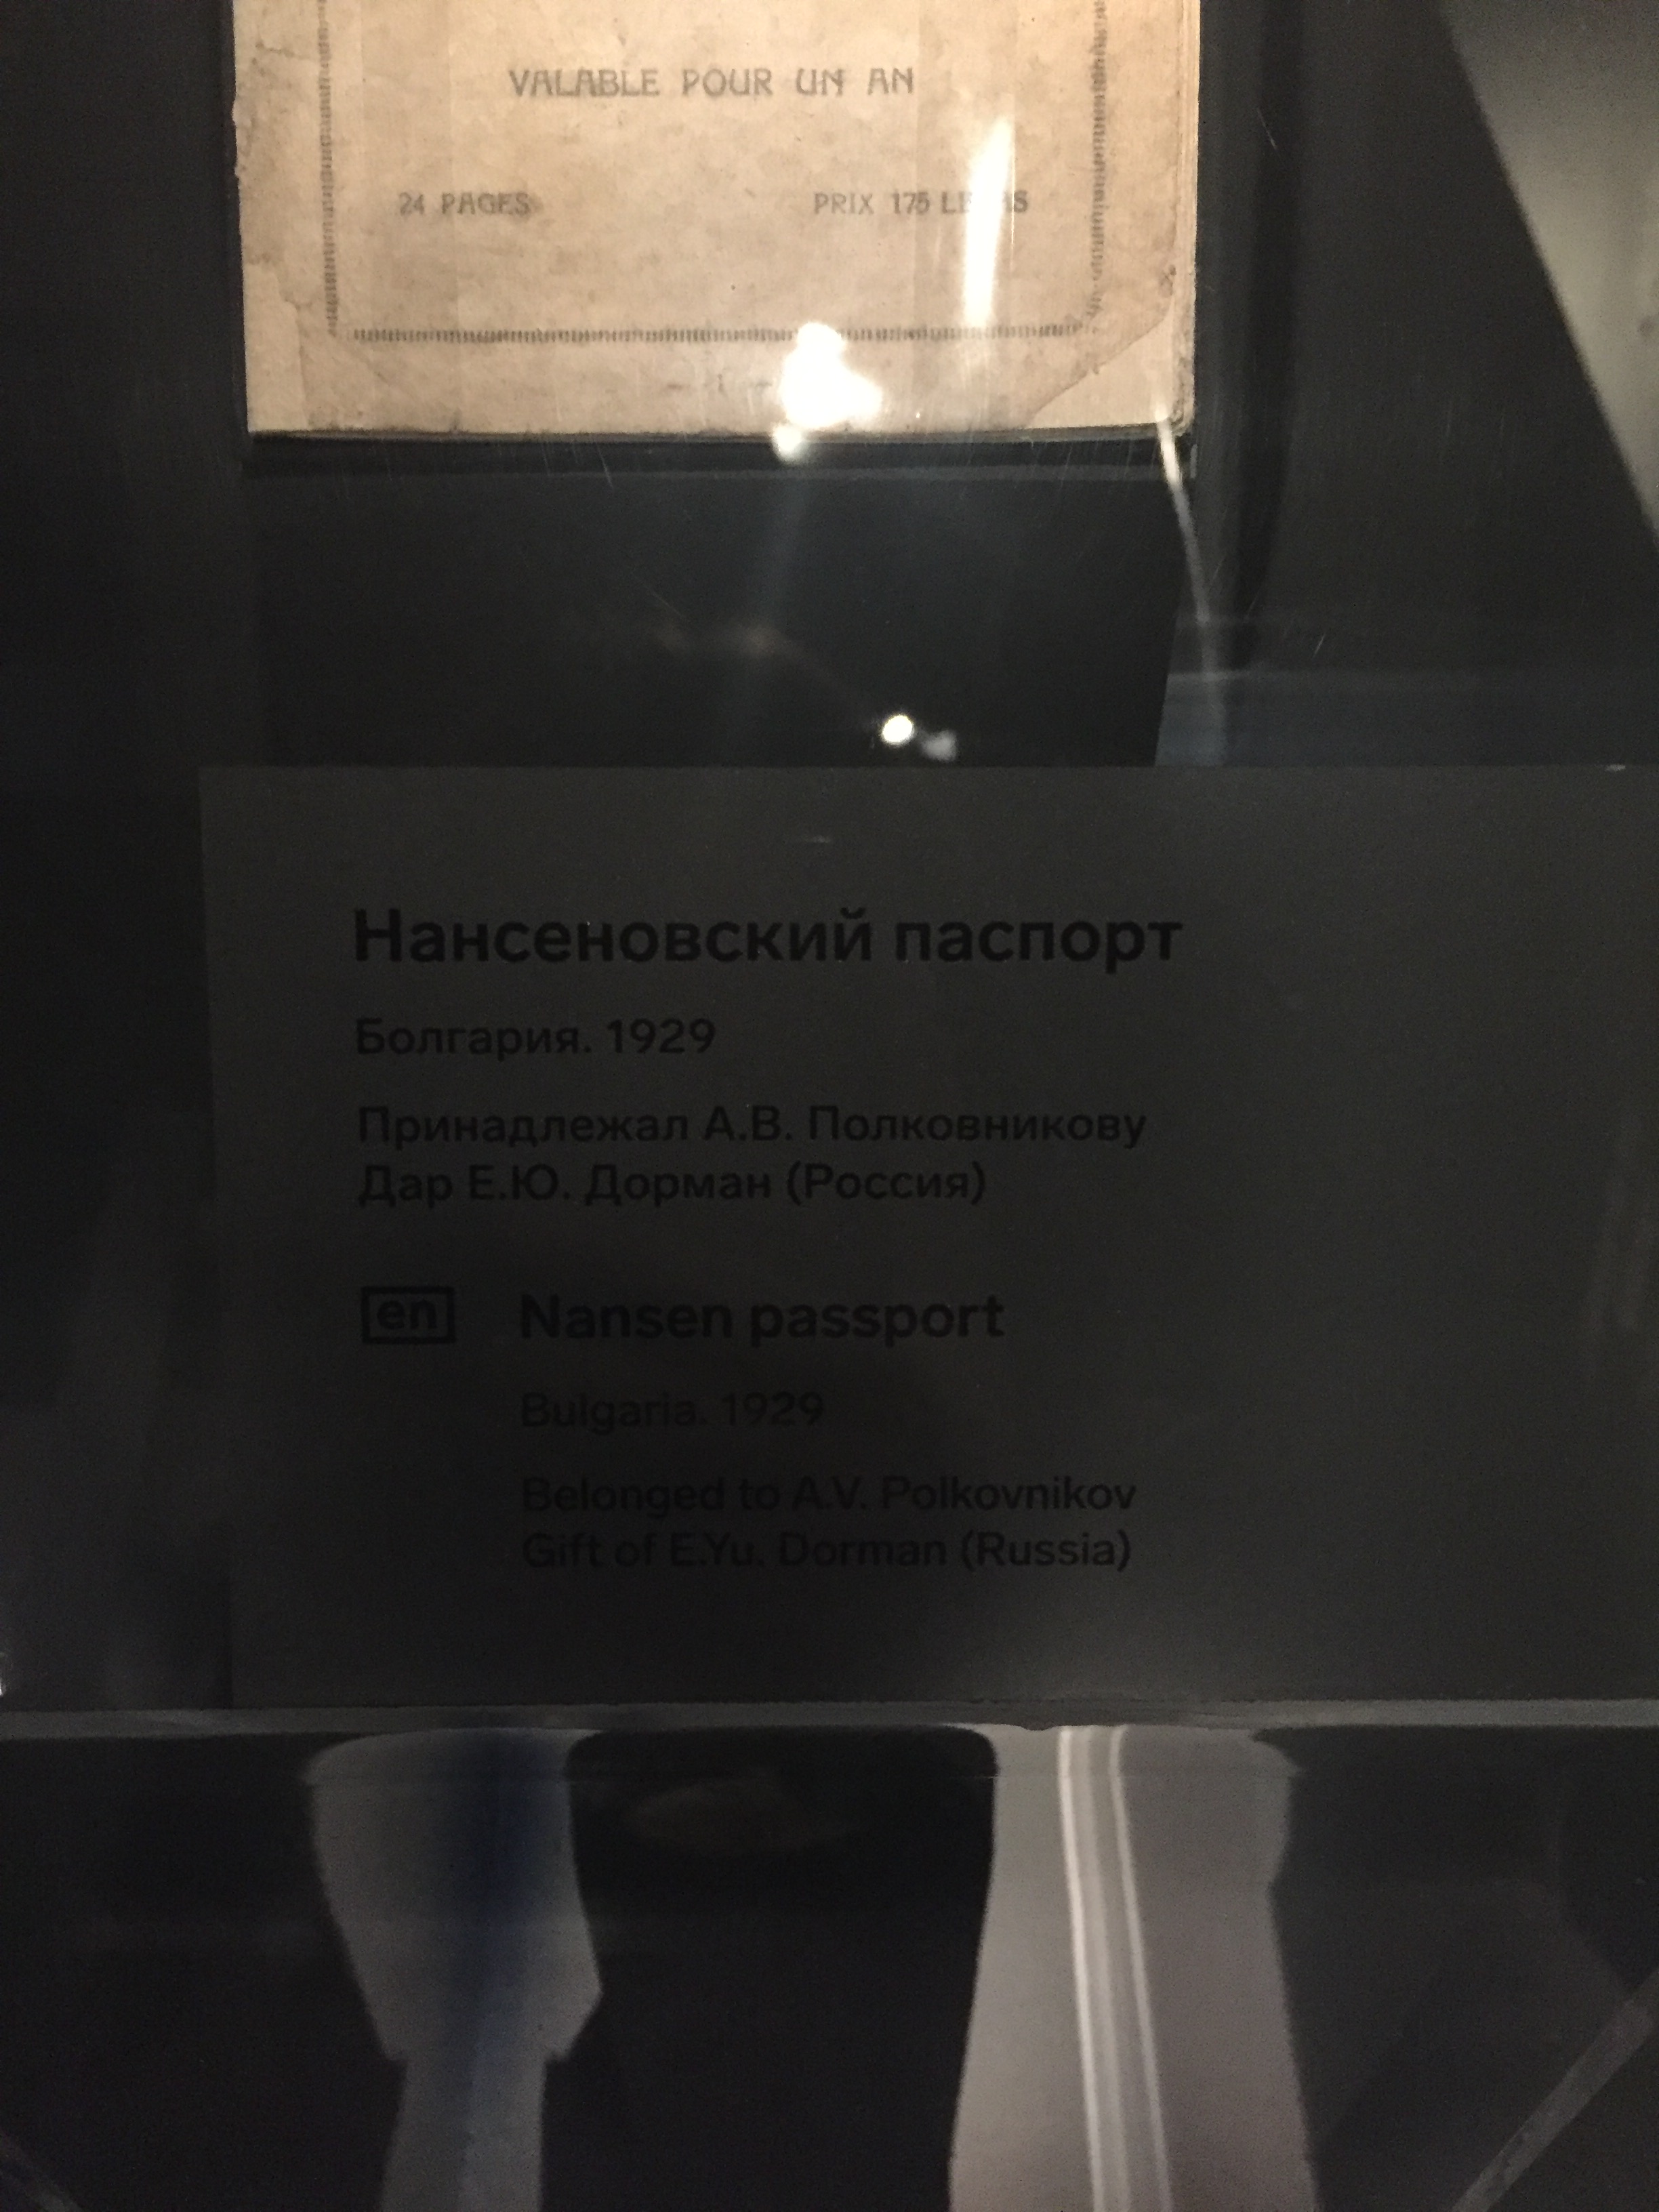 VALABLE POUR UN AN
24 PAGES PRIX 175
Нансеновский паспорт
Болгария. 1929
Принадлежал А.В. Полковникову
Дар Е.Ю. Дорман (Россия)
en Nansen passport
Bulgaria. 1929
Belonged to A.V. Polkovnikov
Gift of E.Yu. Dorman (Russia)